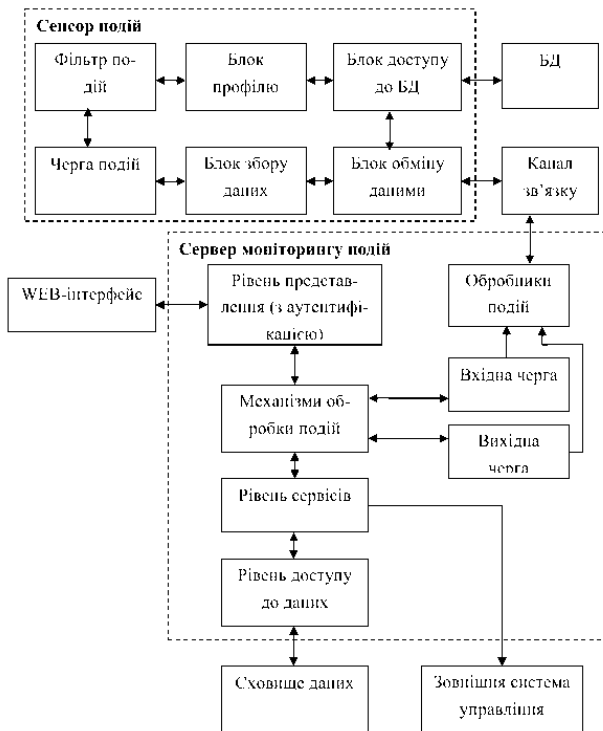 Сенсор подій
Фільтр по-
дій
Блок
профілю
Блок доступу
до БД
БД
Черга подій
Блок збору
даних
Блок обміну
даними
Канал
зв’язку
Сервер моніторингу подій
WEB-інтерфейс
Рівень представ-
лення (з аутентифі-
кацією)
Обробники
подій
Механізми об-
робки подій
Вхідна черга
Вихідна
черга
Рівень сервісів
Рівень доступу
до даних
Сховище даних
Зовнішня система
управління